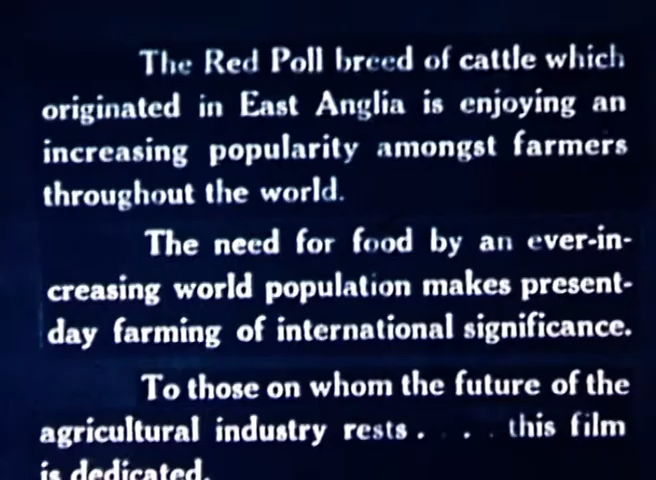 The Red Poll breed of cattle which
originated in East Anglia is enjoying an
increasing popularity amongst farmers
throughout the world.
The need for food by an ever-in-
creasing world population makes present-
day farming of international significance.
To those on whom the future of the
agricultural industry rests . . . this film
is dedicated.